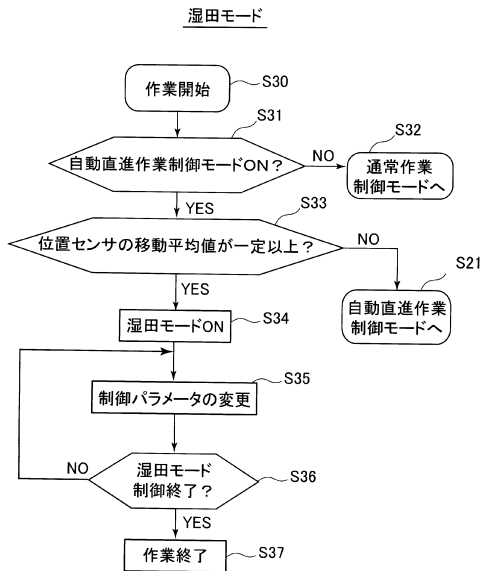 湿田モード
作業開始
S30
S31
自動直進作業制御モードON？
NO
S32
通常作業
制御モードへ
YES
S33
位置センサの移動平均値が一定以上？
NO
S21
自動直進作業
制御モードへ
YES
湿田モードON
S34
S35
制御パラメータの変更
NO
湿田モード
制御終了？
S36
YES
作業終了
S37